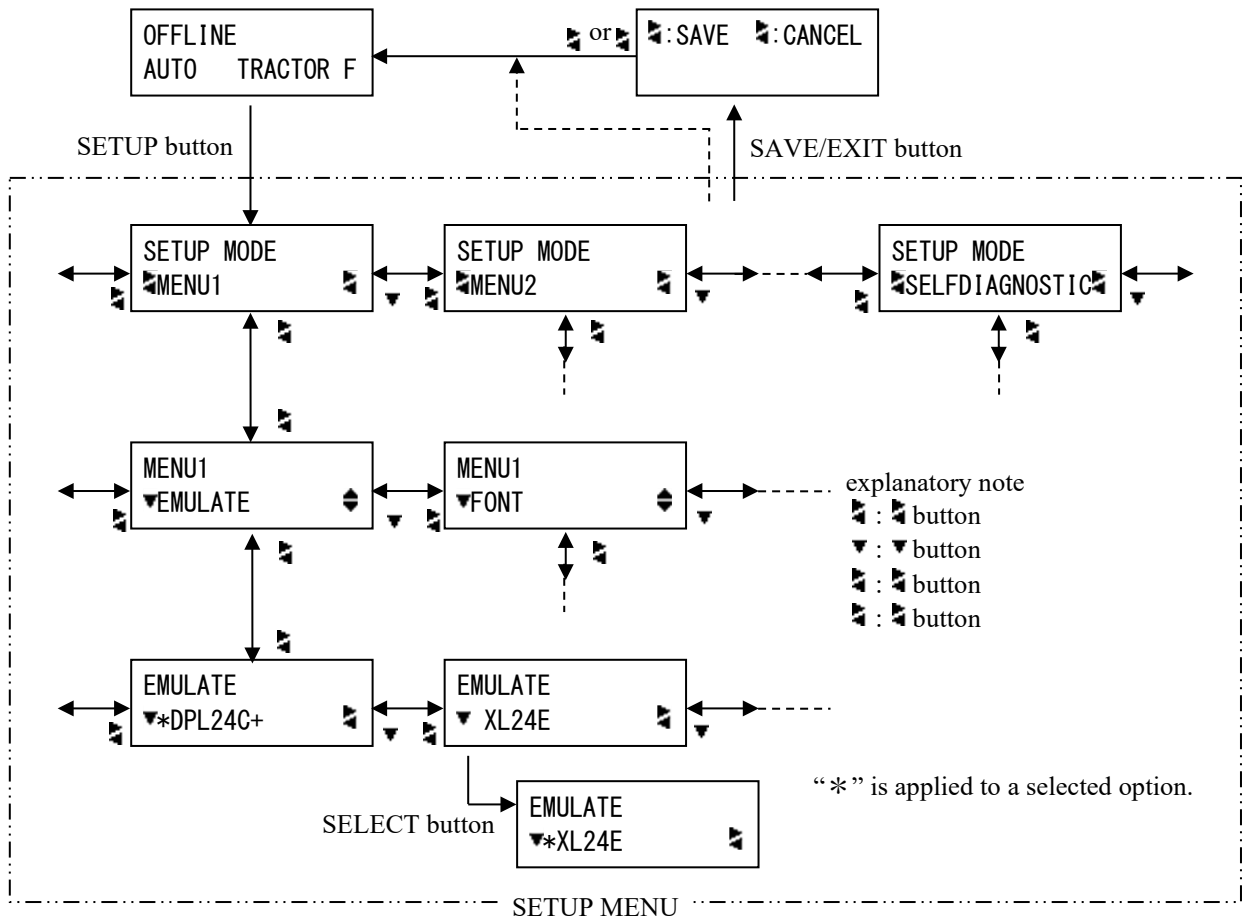 OFFLINE
AUTO TRACTOR F
or
:SAVE :CANCEL
SETUP button
SAVE/EXIT button
SETUP MODE
MENU1
▼
SETUP MODE
MENU2
▼
SETUP MODE
SELFDIAGNOSTIC
▼
MENU1
▼EMULATE
▼
MENU1
▼FONT
▼
explanatory note
: button
▼ : ▼ button
: button
: button
EMULATE
▼*DPL24C+
▼
EMULATE
▼ XL24E
▼
“＊” is applied to a selected option.
SELECT button
EMULATE
▼*XL24E
SETUP MENU